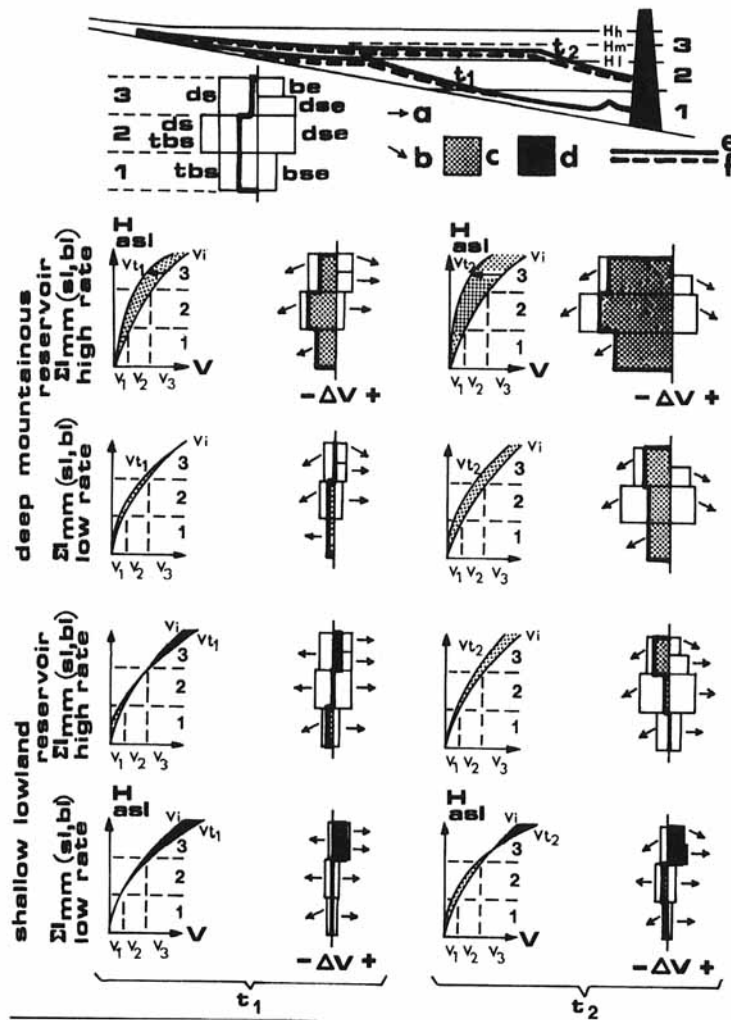 Hh
Hm 3
t2 Hl
2
t1
1
3 ds be
dse
2 ds
tbs dse
1 tbs bse
a
b c d e
f
deep mountainous
reservoir
ΣImm (sl,bl)
high rate
H
asl
Vt1 Vi
3
2
1
V1 V2 V3 V
- ΔV +
H
asl
Vt2 Vi
3
2
1
V1 V2 V3 V
- ΔV +
ΣImm (sl,bl)
low rate
Vt1 Vi
3
2
1
V1 V2 V3
Vt2 Vi
3
2
1
V1 V2 V3
shallow lowland
reservoir
ΣImm (sl,bl)
high rate
Vi
Vt1
3
2
1
V1 V2 V3
Vt2 Vi
3
2
1
V1 V2 V3
ΣImm (sl,bl)
low rate
H
asl
Vi
Vt1
3
2
1
V1 V2 V3 V
- ΔV +
H
asl
Vi
Vt2
3
2
1
V1 V2 V3 V
- ΔV +
t1 t2